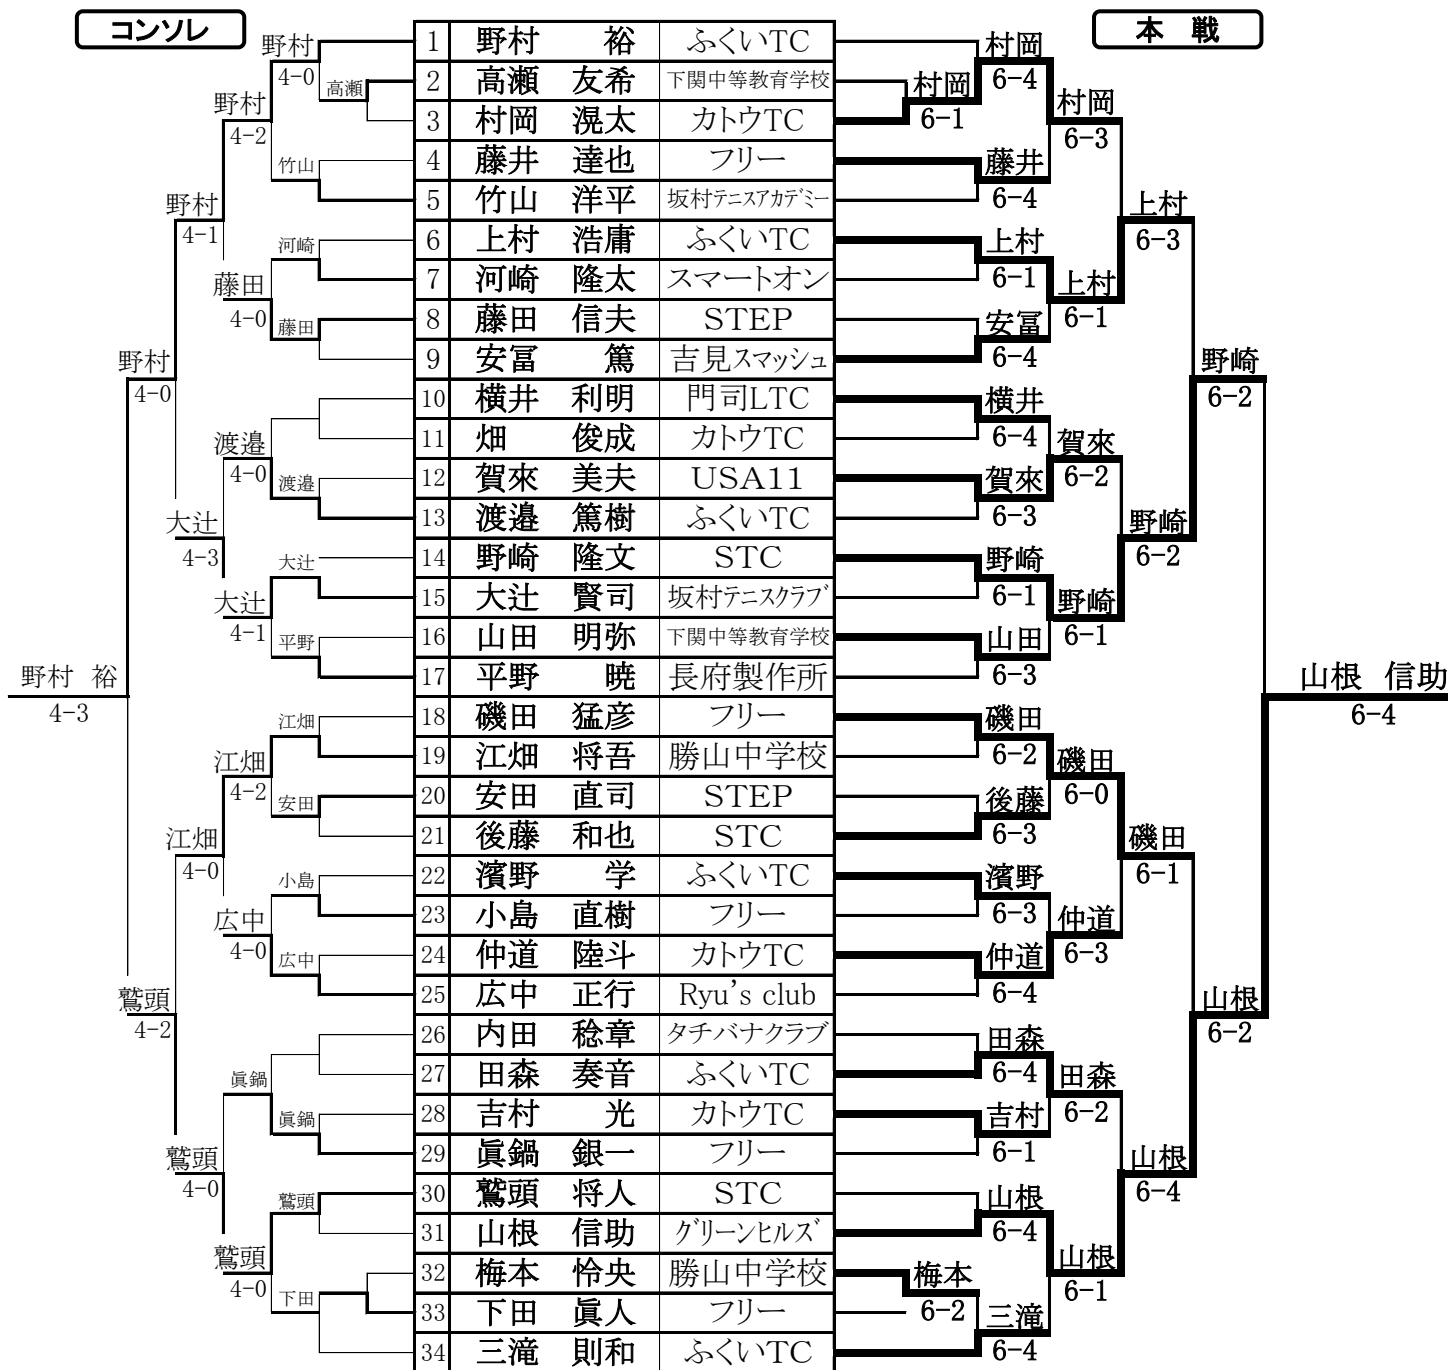 コンソレ
本　戦
1 野村　裕 ふくいTC
2 高瀬　友希 下関中等教育学校
3 村岡　滉太 カトウTC
4 藤井　達也 フリー
5 竹山　洋平 坂村テニスアカデミー
6 上村　浩庸 ふくいTC
7 河崎　隆太 スマートオン
8 藤田　信夫 STEP
9 安冨　篤 吉見スマッシュ
10 横井　利明 門司LTC
11 畑　俊成 カトウTC
12 賀來　美夫 USA11
13 渡邉　篤樹 ふくいTC
14 野崎　隆文 STC
15 大辻　賢司 坂村テニスクラブ
16 山田　明弥 下関中等教育学校
17 平野　暁 長府製作所
18 磯田　猛彦 フリー
19 江畑　将吾 勝山中学校
20 安田　直司 STEP
21 後藤　和也 STC
22 濱野　学 ふくいTC
23 小島　直樹 フリー
24 仲道　陸斗 カトウTC
25 広中　正行 Ryu's club
26 内田　稔章 タチバナクラブ
27 田森　奏音 ふくいTC
28 吉村　光 カトウTC
29 眞鍋　銀一 フリー
30 鷲頭　将人 STC
31 山根　信助 グリーンヒルズ
32 梅本　怜央 勝山中学校
33 下田　眞人 フリー
34 三滝　則和 ふくいTC
高瀬
竹山
河崎
藤田
渡邉
大辻
平野
江畑
安田
小島
広中
眞鍋
鷲頭
下田
野村
4-0
藤田
4-0
渡邉
4-0
大辻
4-1
江畑
4-2
広中
4-0
眞鍋
鷲頭
4-0
野村
4-2
野村
4-1
大辻
4-3
江畑
4-0
鷲頭
4-0
野村
4-0
鷲頭
4-2
野村 裕
4-3
村岡
6-1
梅本
6-2
村岡
6-4
藤井
6-4
上村
6-1
安冨
6-4
横井
6-4
賀來
6-3
野崎
6-1
山田
6-3
磯田
6-2
後藤
6-3
濱野
6-3
仲道
6-4
田森
6-4
吉村
6-1
山根
6-4
三滝
6-4
村岡
6-3
上村
6-1
賀來
6-2
野崎
6-1
磯田
6-0
仲道
6-3
田森
6-2
山根
6-1
上村
6-3
野崎
6-2
磯田
6-1
山根
6-4
野崎
6-2
山根
6-2
山根　信助
6-4